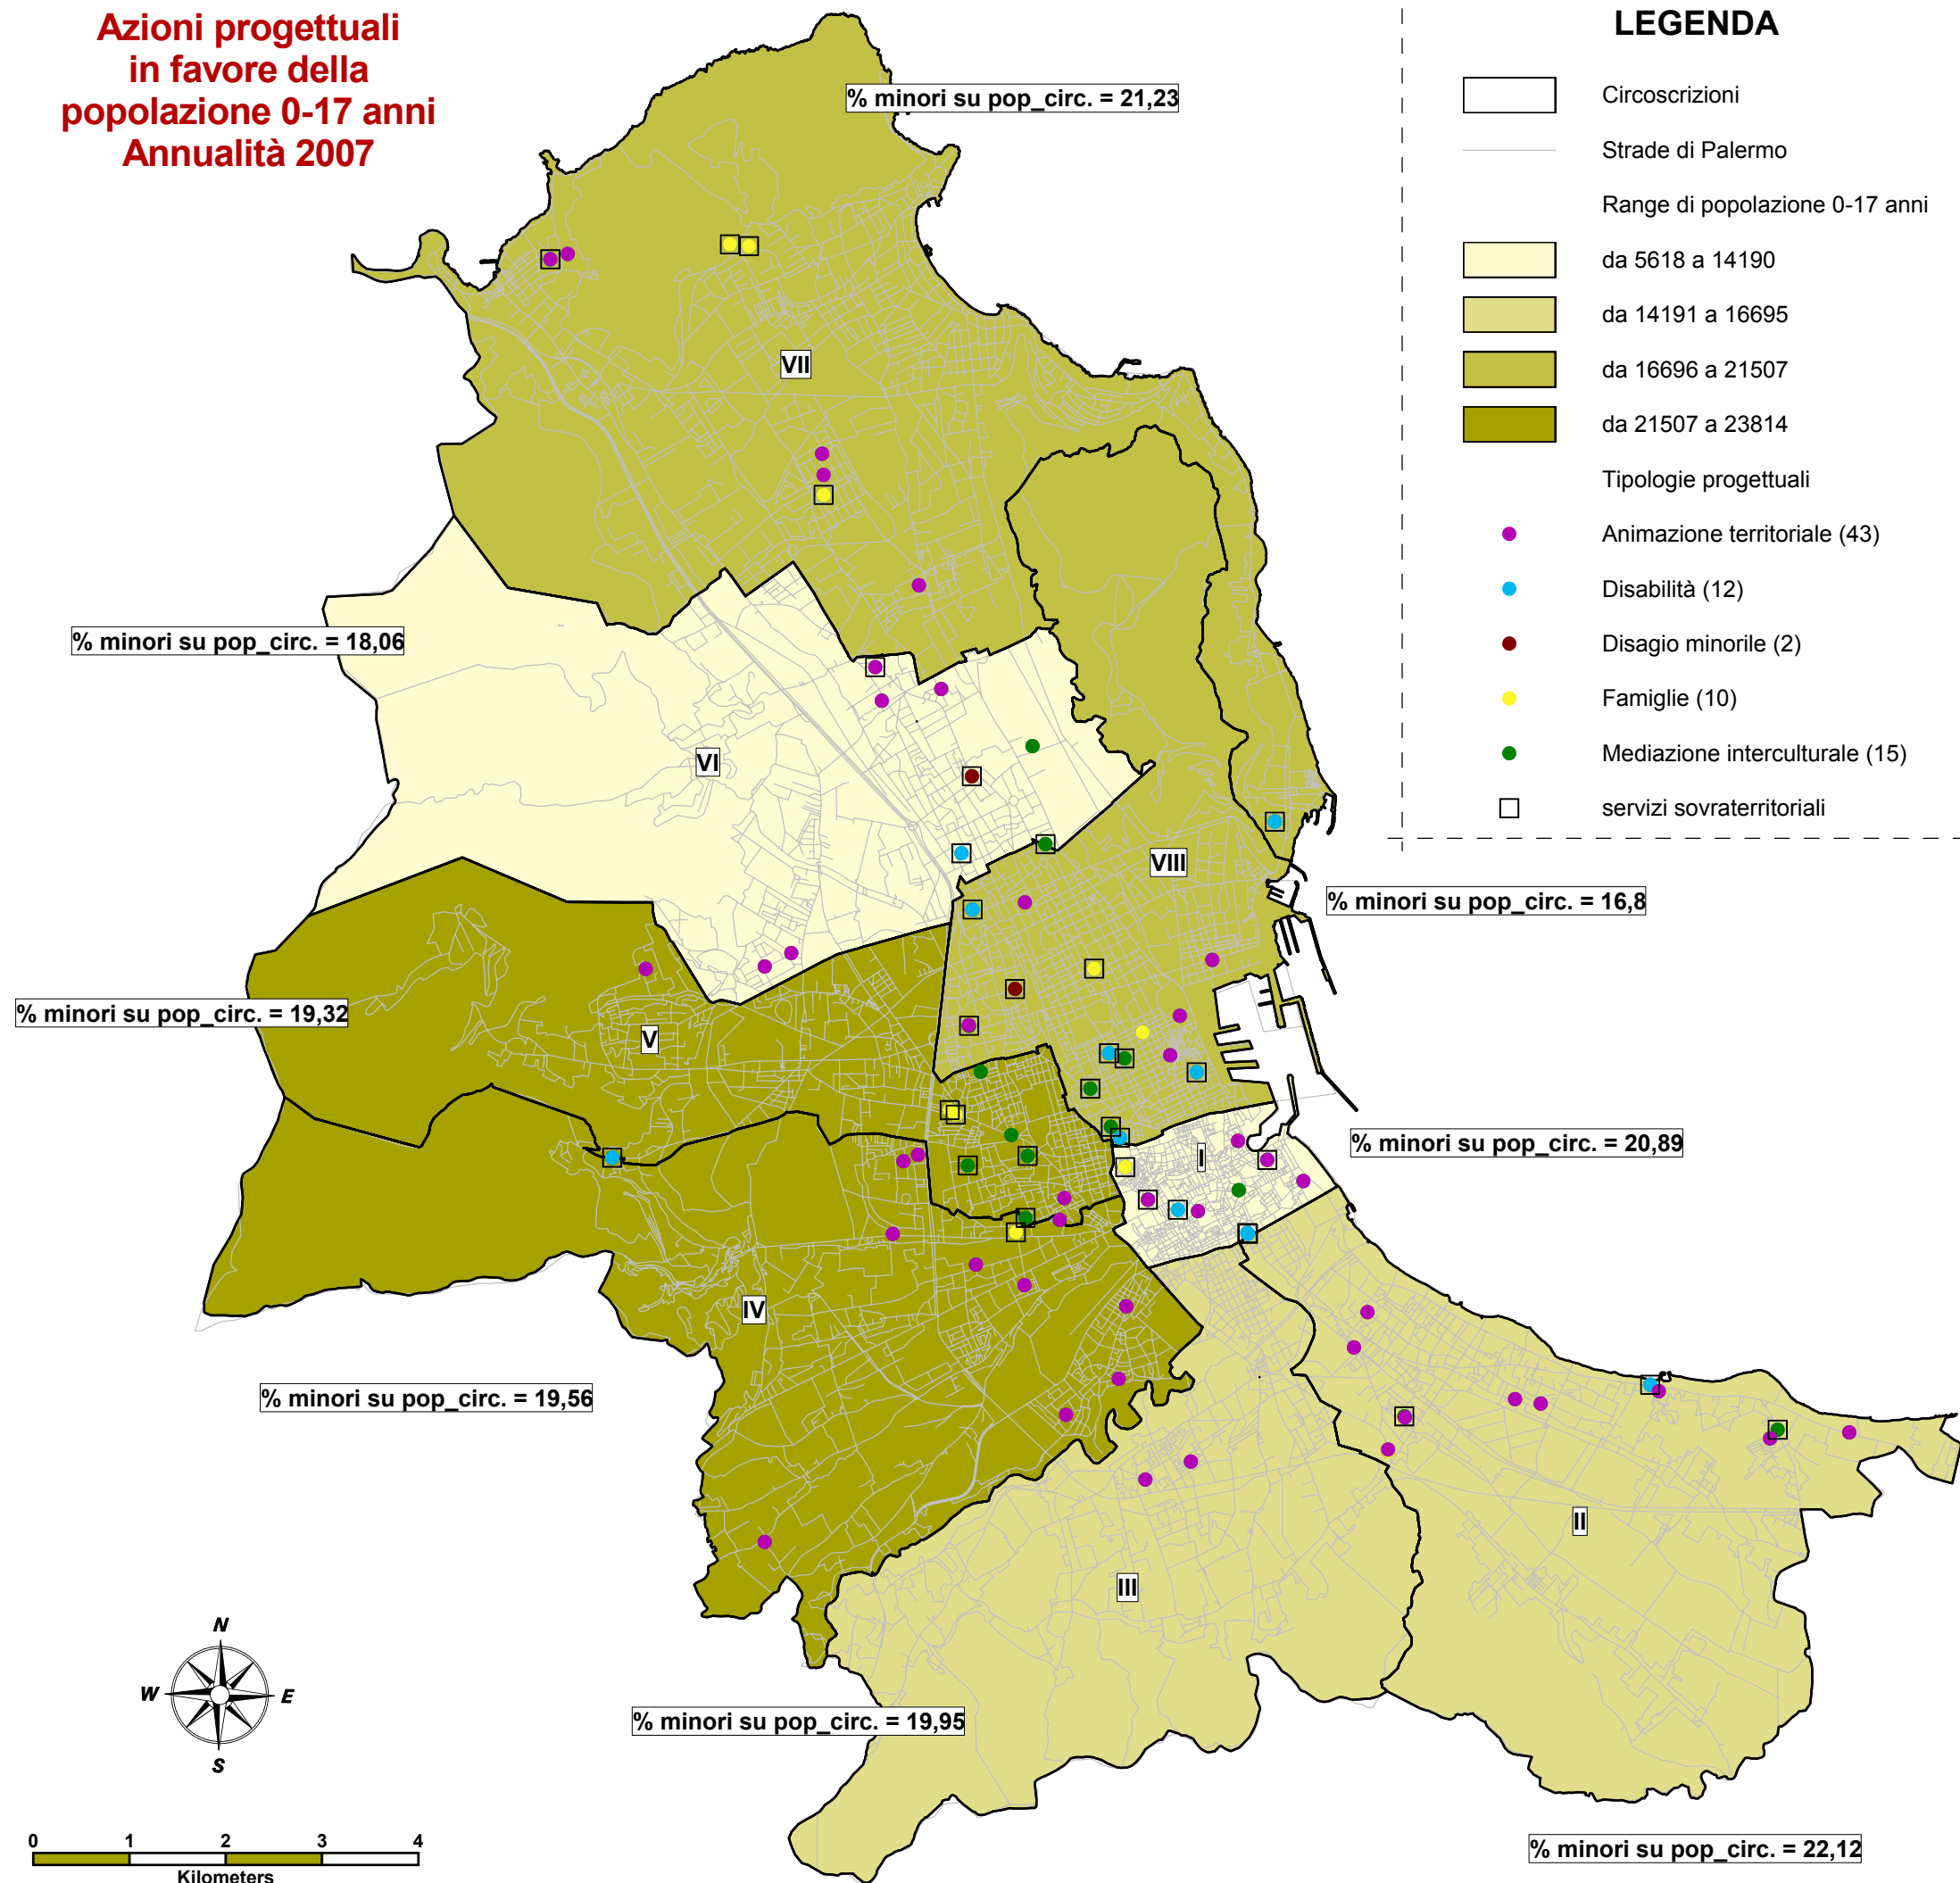 Azioni progettuali
in favore della
popolazione 0-17 anni
Annualità 2007
LEGENDA
Circoscrizioni
Strade di Palermo
Range di popolazione 0-17 anni
da 5618 a 14190
da 14191 a 16695
da 16696 a 21507
da 21507 a 23814
Tipologie progettuali
Animazione territoriale (43)
Disabilità (12)
Disagio minorile (2)
Famiglie (10)
Mediazione interculturale (15)
servizi sovraterritoriali
% minori su pop_circ. = 21,23
VII
% minori su pop_circ. = 18,06
VI
VIII
% minori su pop_circ. = 16,8
% minori su pop_circ. = 19,32
V
I
% minori su pop_circ. = 20,89
IV
% minori su pop_circ. = 19,56
II
III
% minori su pop_circ. = 19,95
% minori su pop_circ. = 22,12
N
W
E
S
0 1 2 3 4
Kilometers